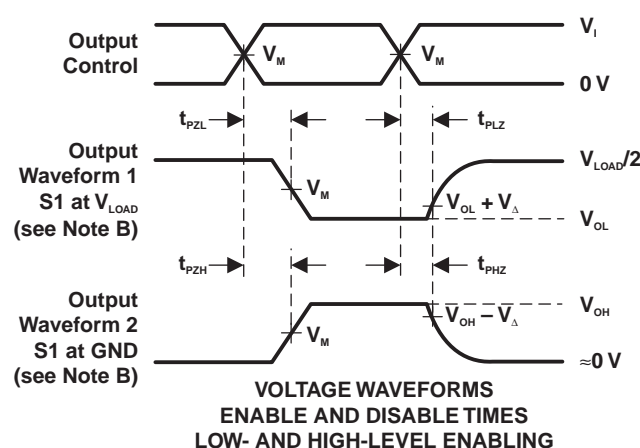 Output
Control
V_M
V_M
V_I
0 V
t_PZL
t_PLZ
Output
Waveform 1
S1 at V_LOAD
(see Note B)
V_M
V_OL + V_Δ
V_LOAD/2
V_OL
t_PZH
t_PHZ
Output
Waveform 2
S1 at GND
(see Note B)
V_M
V_OH – V_Δ
V_OH
≈0 V
VOLTAGE WAVEFORMS
ENABLE AND DISABLE TIMES
LOW- AND HIGH-LEVEL ENABLING